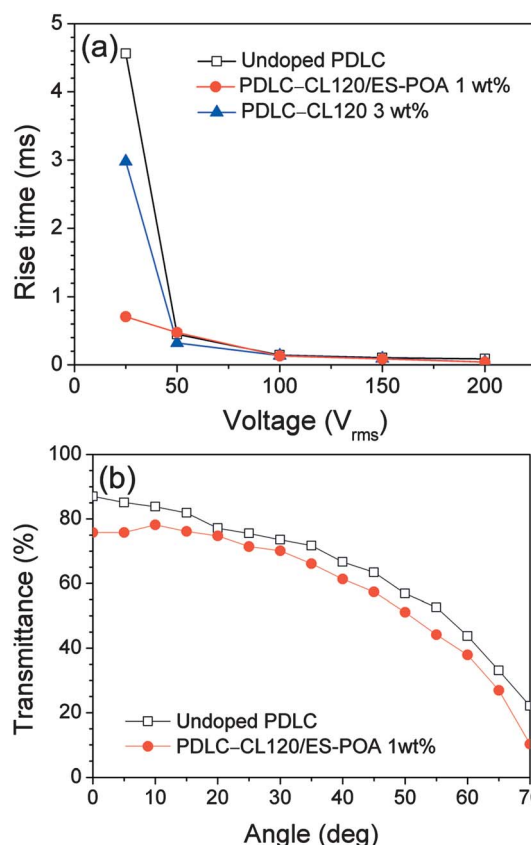 (a)
Undoped PDLC
PDLC–CL120/ES-POA 1 wt%
PDLC–CL120 3 wt%
Rise time (ms)
5
4
3
2
1
0
50 100 150 200
Voltage (Vrms)
(b)
Transmittance (%)
100
80
60
40
20
0
Undoped PDLC
PDLC–CL120/ES-POA 1wt%
0 10 20 30 40 50 60 70
Angle (deg)